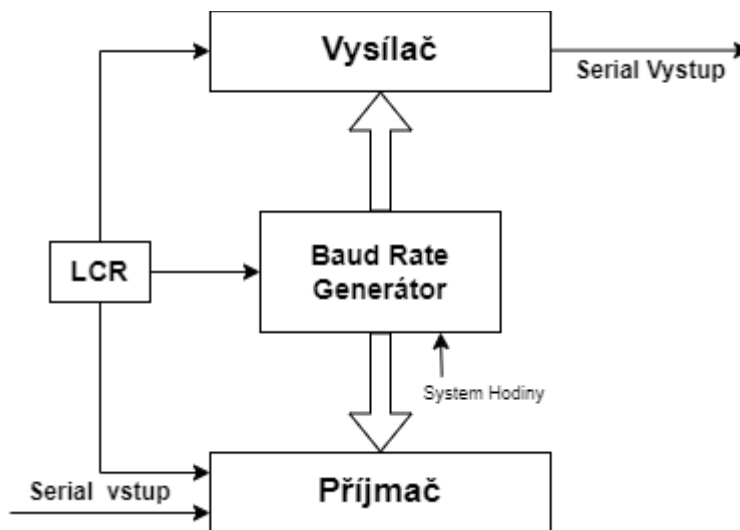 Vysílač
Serial Vystup
LCR
Baud Rate
Generátor
System Hodiny
Serial vstup
Příjmač